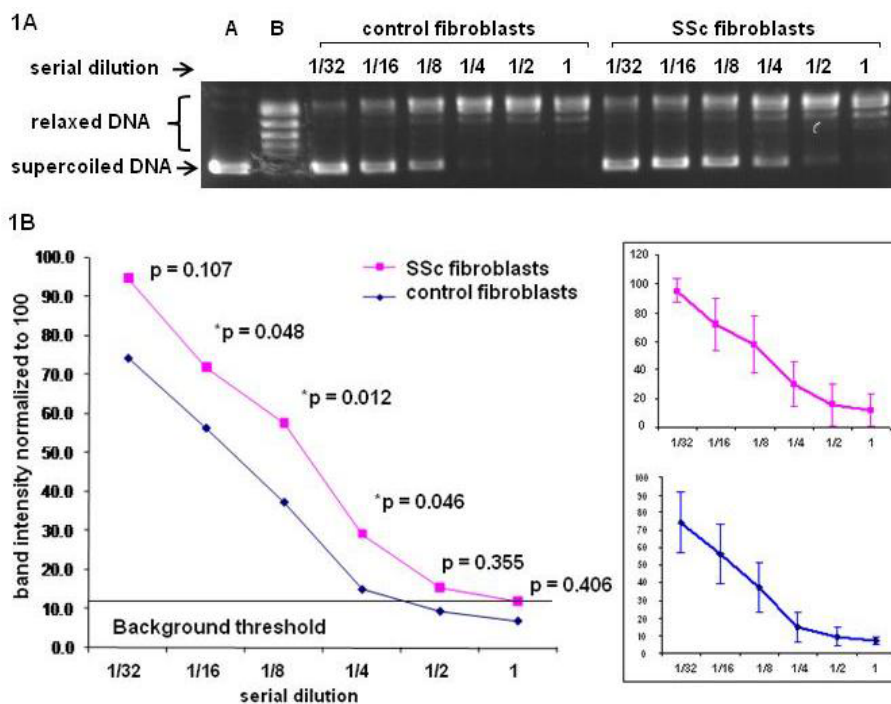 1A
A B control fibroblasts SSc fibroblasts
serial dilution 1/32 1/16 1/8 1/4 1/2 1 1/32 1/16 1/8 1/4 1/2 1
relaxed DNA
supercoiled DNA
1B
band intensity normalized to 100
100.0
90.0
80.0
70.0
60.0
50.0
40.0
30.0
20.0
10.0
0.0
p = 0.107
*p = 0.048
*p = 0.012
*p = 0.046
p = 0.355
p = 0.406
SSc fibroblasts
control fibroblasts
Background threshold
1/32 1/16 1/8 1/4 1/2 1
serial dilution
120
100
80
60
40
20
0
1/32 1/16 1/8 1/4 1/2 1
100
90
80
70
60
50
40
30
20
10
0
1/32 1/16 1/8 1/4 1/2 1